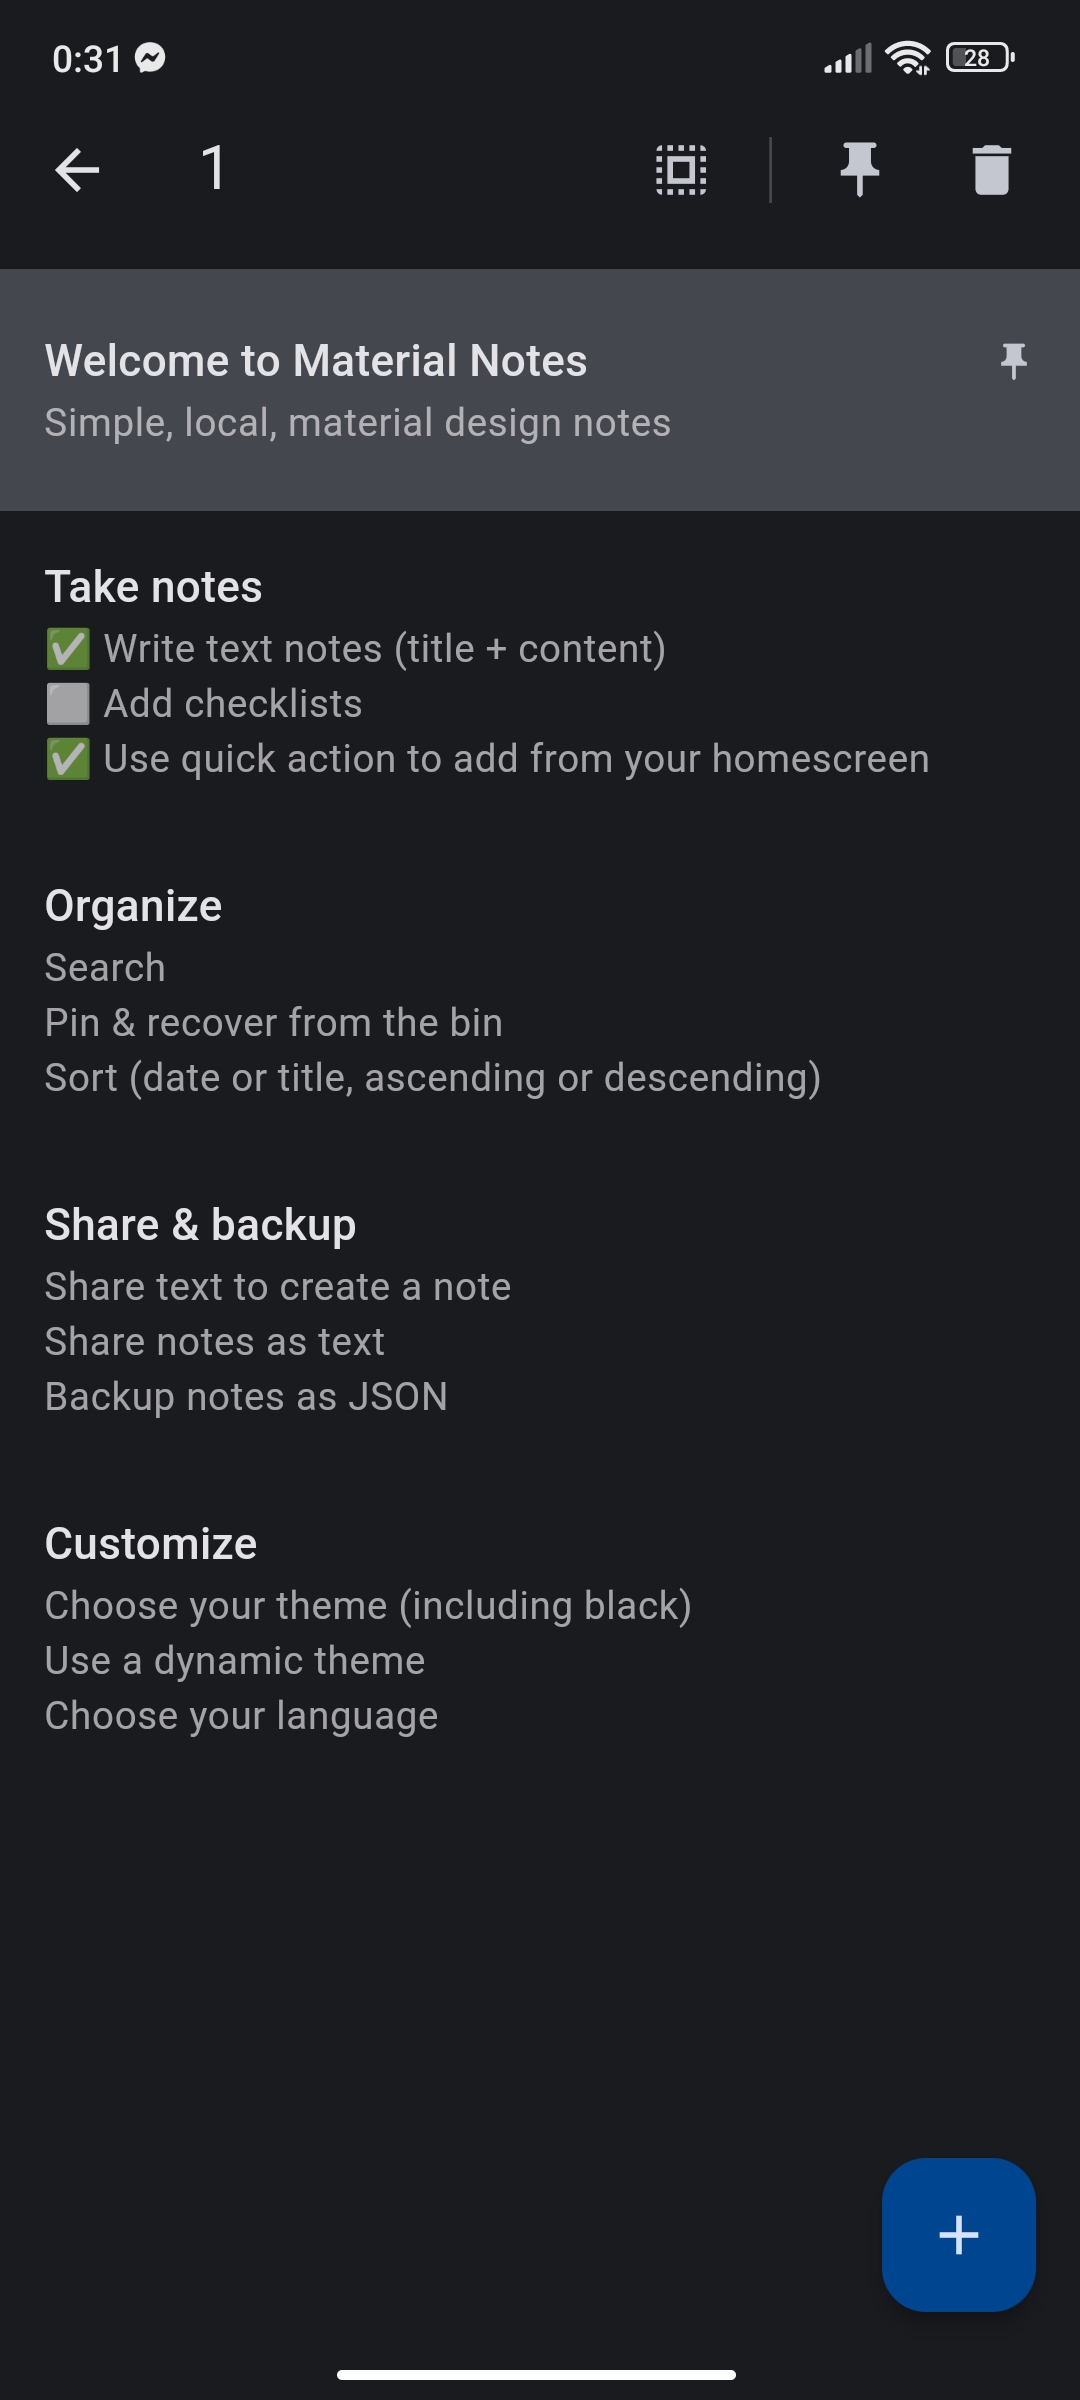 0:31
28
1
Welcome to Material Notes
Simple, local, material design notes
Take notes
✅ Write text notes (title + content)
⬜ Add checklists
✅ Use quick action to add from your homescreen
Organize
Search
Pin & recover from the bin
Sort (date or title, ascending or descending)
Share & backup
Share text to create a note
Share notes as text
Backup notes as JSON
Customize
Choose your theme (including black)
Use a dynamic theme
Choose your language